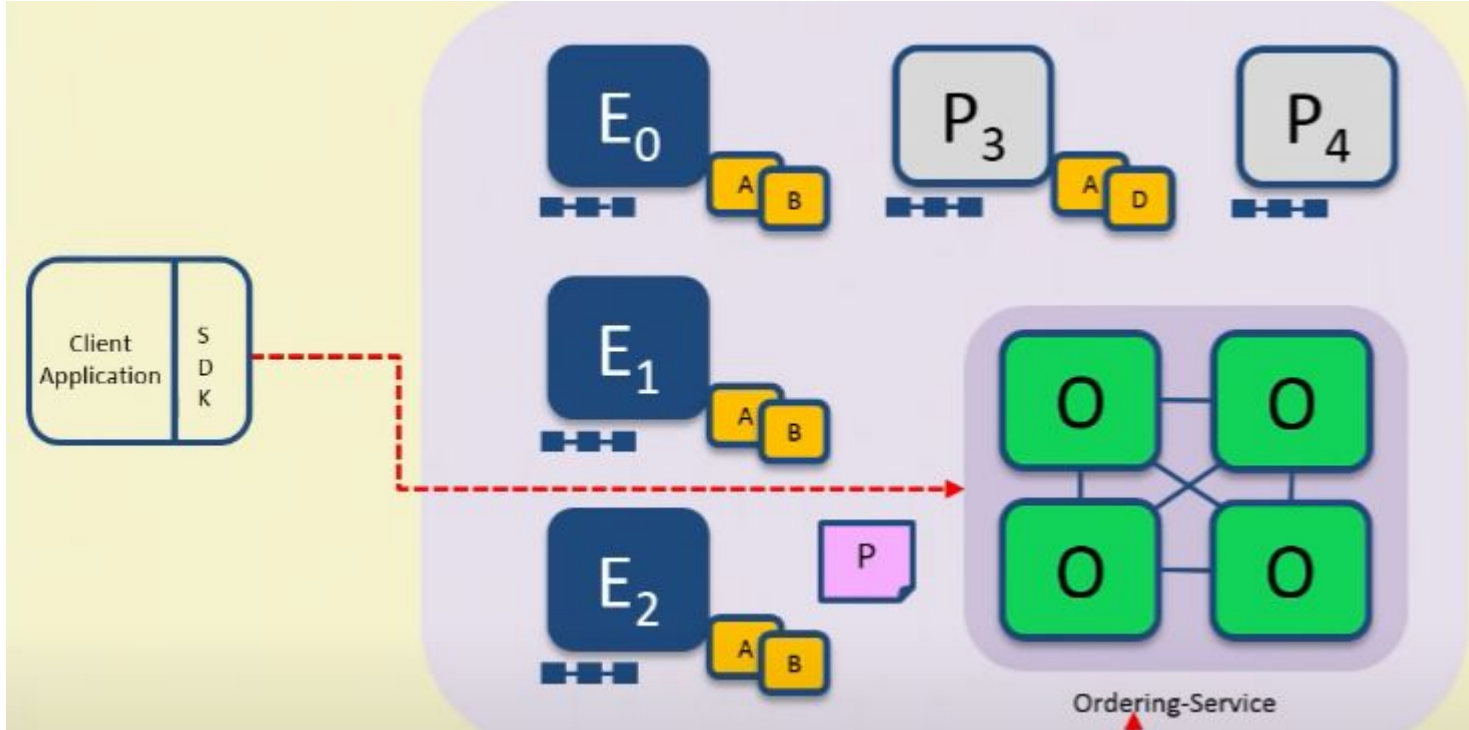 E0
A
B
P3
A
D
P4
Client
Application
S
D
K
E1
A
B
O
O
O
O
E2
A
B
P
Ordering-Service